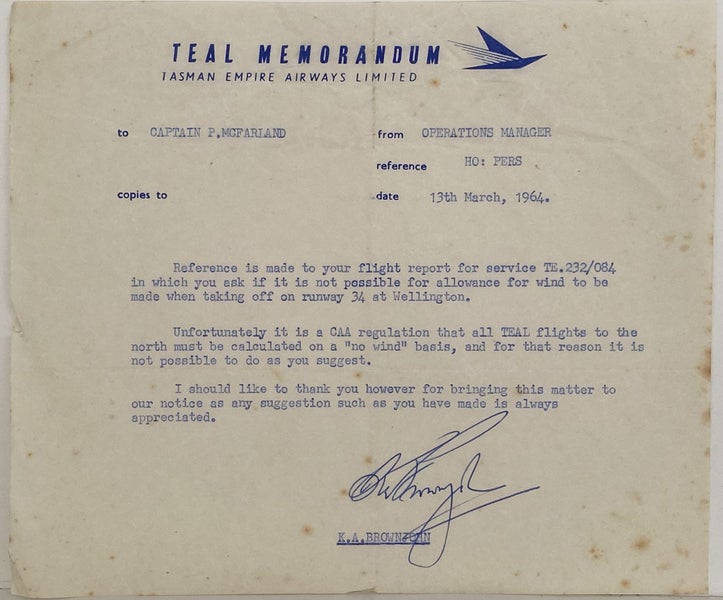 TEAL MEMORANDUM
TASMAN EMPIRE AIRWAYS LIMITED
to CAPTAIN P.MCFARLAND
from OPERATIONS MANAGER
reference HO: PERS
copies to
date 13th March, 1964.
Reference is made to your flight report for service TE.232/084
in which you ask if it is not possible for allowance for wind to be
made when taking off on runway 34 at Wellington.
Unfortunately it is a CAA regulation that all TEAL flights to the
north must be calculated on a "no wind" basis, and for that reason it is
not possible to do as you suggest.
I should like to thank you however for bringing this matter to
our notice as any suggestion such as you have made is always
appreciated.
K.A.BROWNJOHN